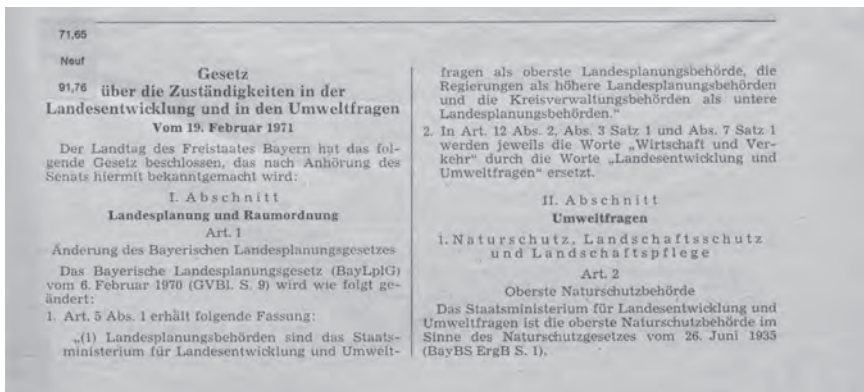 71,65
Neuf
91,76
Gesetz
über die Zuständigkeiten in der
Landesentwicklung und in den Umweltfragen
Vom 19. Februar 1971
Der Landtag des Freistaates Bayern hat das fol-
gende Gesetz beschlossen, das nach Anhörung des
Senats hiermit bekanntgemacht wird:
I. Abschnitt
Landesplanung und Raumordnung
Art. 1
Änderung des Bayerischen Landesplanungsgesetzes
Das Bayerische Landesplanungsgesetz (BayLplG)
vom 6. Februar 1970 (GVBl. S. 9) wird wie folgt ge-
ändert:
1. Art. 5 Abs. 1 erhält folgende Fassung:
„(1) Landesplanungsbehörden sind das Staats-
ministerium für Landesentwicklung und Umwelt-
fragen als oberste Landesplanungsbehörde, die
Regierungen als höhere Landesplanungsbehörden
und die Kreisverwaltungsbehörden als untere
Landesplanungsbehörden.“
2. In Art. 12 Abs. 2, Abs. 3 Satz 1 und Abs. 7 Satz 1
werden jeweils die Worte „Wirtschaft und Ver-
kehr“ durch die Worte „Landesentwicklung und
Umweltfragen“ ersetzt.
II. Abschnitt
Umweltfragen
1. Naturschutz, Landschaftsschutz
und Landschaftspflege
Art. 2
Oberste Naturschutzbehörde
Das Staatsministerium für Landesentwicklung und
Umweltfragen ist die oberste Naturschutzbehörde im
Sinne des Naturschutzgesetzes vom 26. Juni 1935
(BayBS ErgB S. 1).